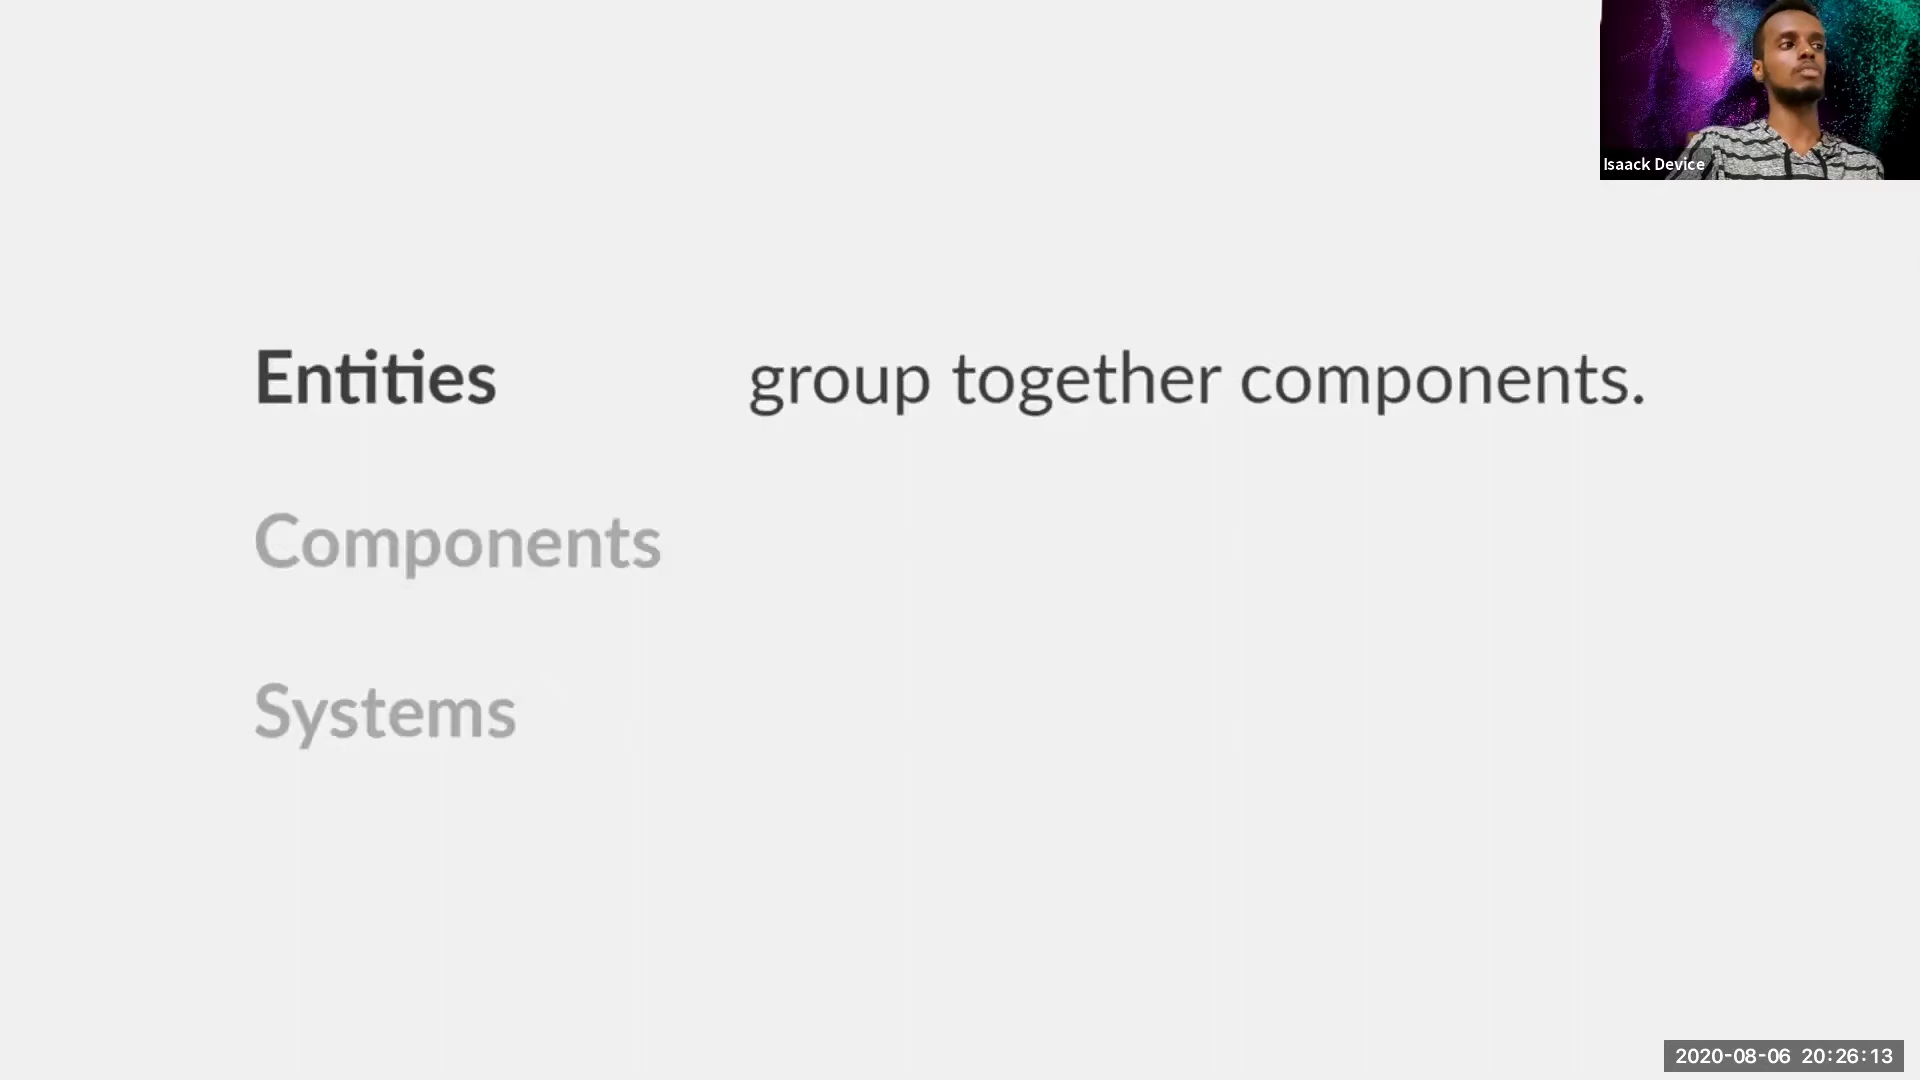 Isaack Device
Entities group together components.
Components
Systems
2020-08-06 20:26:13